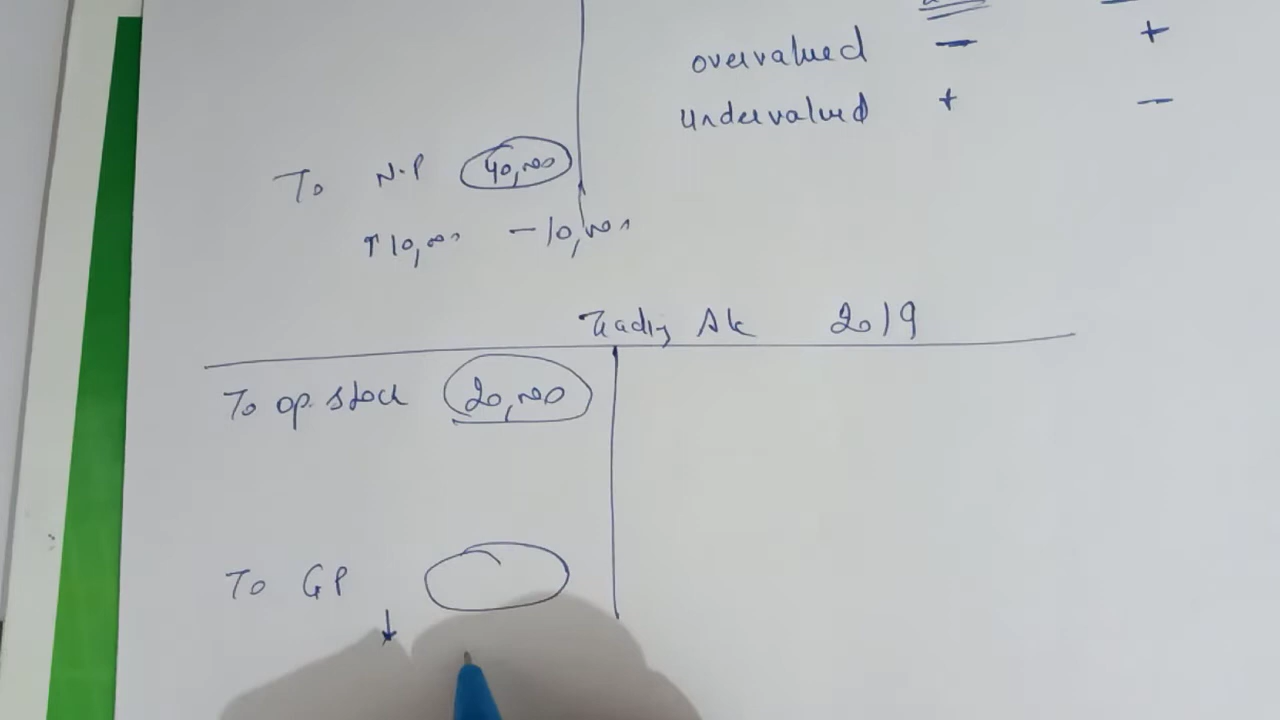 overvalued — +
undervalued + —
To N.P 40,000
↑10,000 — 10,000
Trading A/c 2019
To op. stock 20,000
To GP
↓